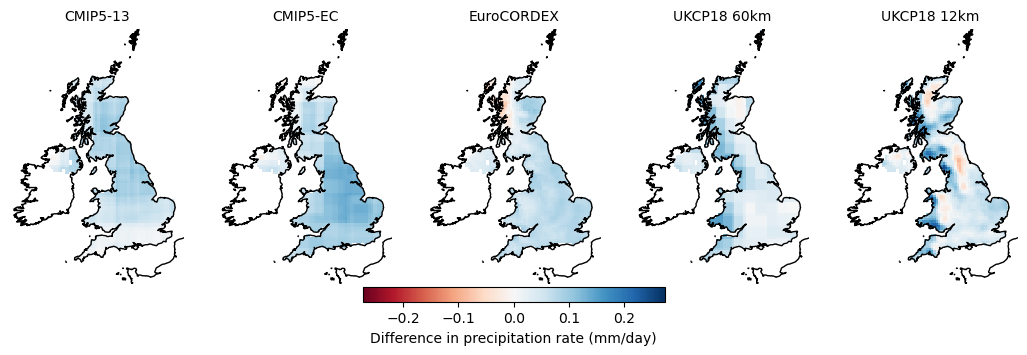 CMIP5-13 CMIP5-EC EuroCORDEX UKCP18 60km UKCP18 12km
−0.2 −0.1 0.0 0.1 0.2
Difference in precipitation rate (mm/day)